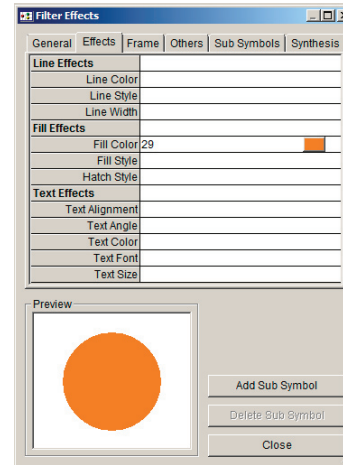 Filter Effects
General Effects Frame Others Sub Symbols Synthesis
Line Effects
Line Color
Line Style
Line Width
Fill Effects
Fill Color 29
Fill Style
Hatch Style
Text Effects
Text Alignment
Text Angle
Text Color
Text Font
Text Size
Preview
Add Sub Symbol
Delete Sub Symbol
Close